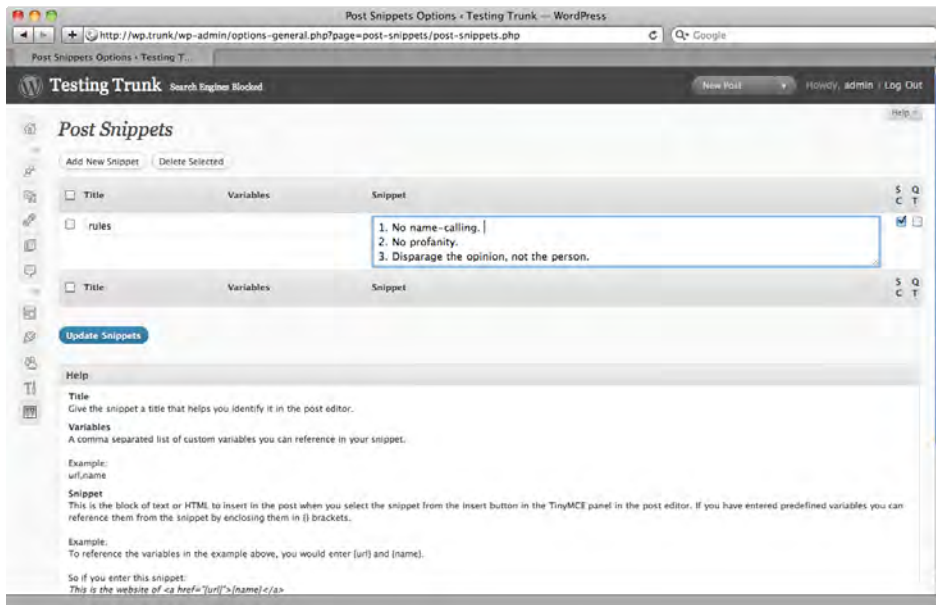 Post Snippets Options ‹ Testing Trunk — WordPress
http://wp.trunk/wp-admin/options-general.php?page=post-snippets/post-snippets.php
Google
Post Snippets Options ‹ Testing T...
Testing Trunk Search Engines Blocked New Post Howdy, admin | Log Out
Help
Post Snippets
Add New Snippet Delete Selected
Title Variables Snippet S C Q T
rules 1. No name-calling.
2. No profanity.
3. Disparage the opinion, not the person.
Title Variables Snippet S C Q T
Update Snippets
Help
Title
Give the snippet a title that helps you identify it in the post editor.
Variables
A comma separated list of custom variables you can reference in your snippet.
Example:
url,name
Snippet
This is the block of text or HTML to insert in the post when you select the snippet from the insert button in the TinyMCE panel in the post editor. If you have entered predefined variables you can
reference them from the snippet by enclosing them in {} brackets.
Example:
To reference the variables in the example above, you would enter {url} and {name}.
So if you enter this snippet:
This is the website of <a href="{url}">{name}</a>